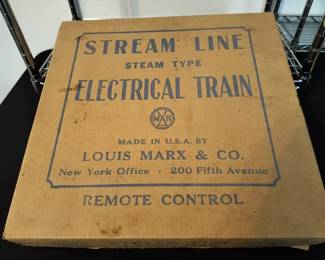 STREAM LINE
STEAM TYPE
ELECTRICAL TRAIN
MAR
MADE IN U.S.A. BY
LOUIS MARX & CO.
New York Office - 200 Fifth Avenue
REMOTE CONTROL